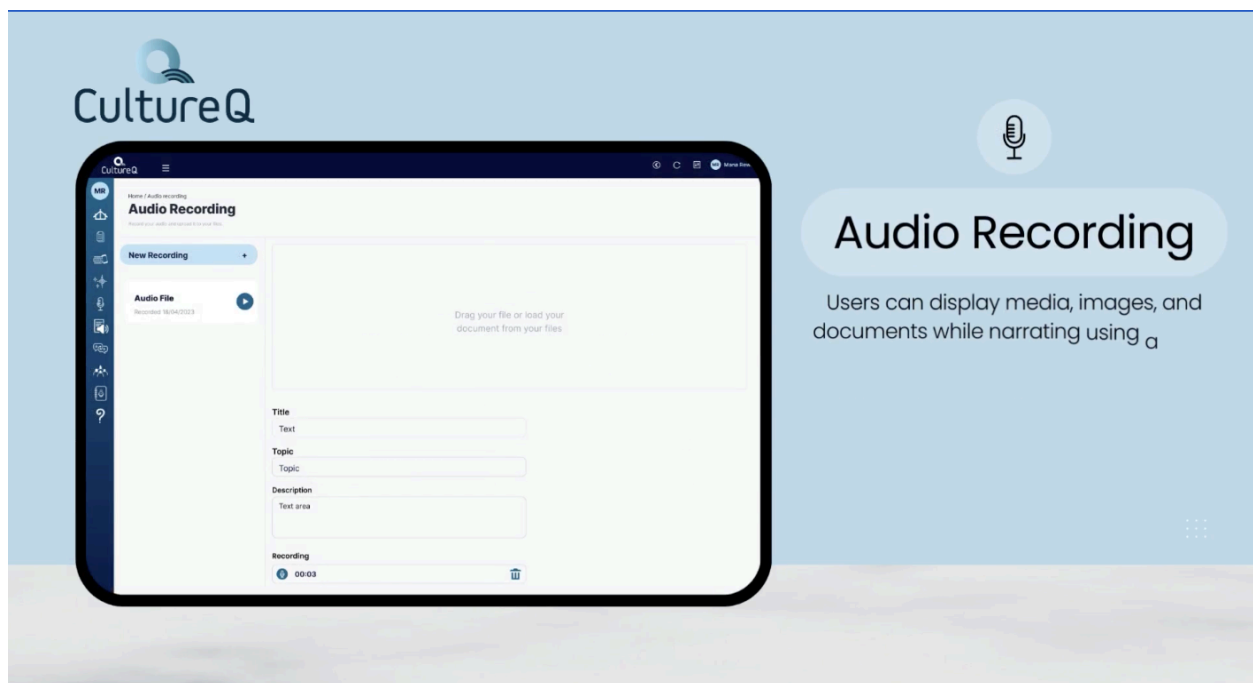 CultureQ
CultureQ
MR
Home / Audio recording
Audio Recording
New Recording +
Audio File
Recorded 18/04/2023
Drag your file or load your
document from your files
Title
Text
Topic
Topic
Description
Text area
Recording
00:03
Audio Recording
Users can display media, images, and
documents while narrating using a